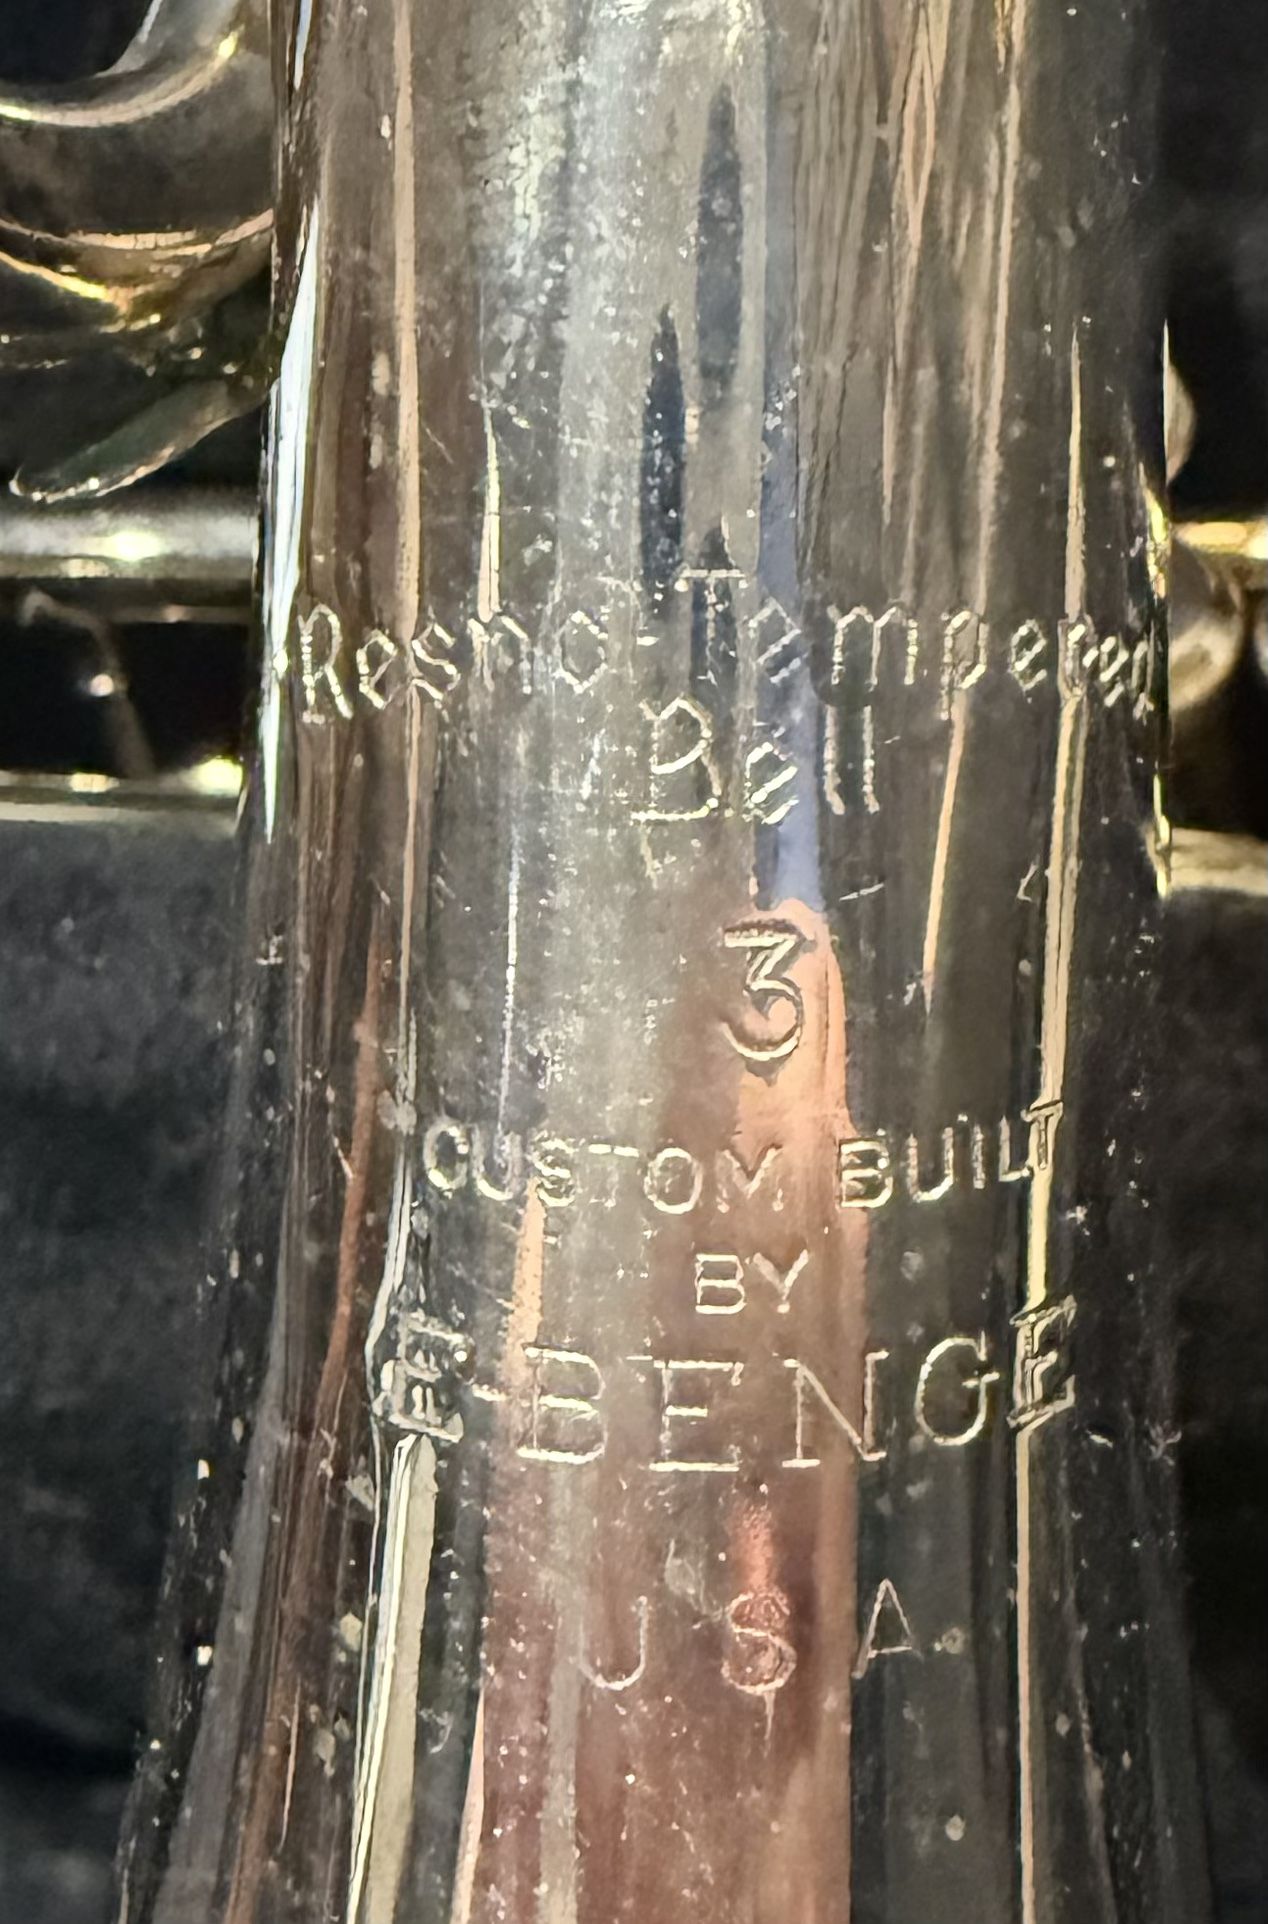 Resno-Tempered
Bell
3
CUSTOM BUILT
BY
E-BENGE
U S A.